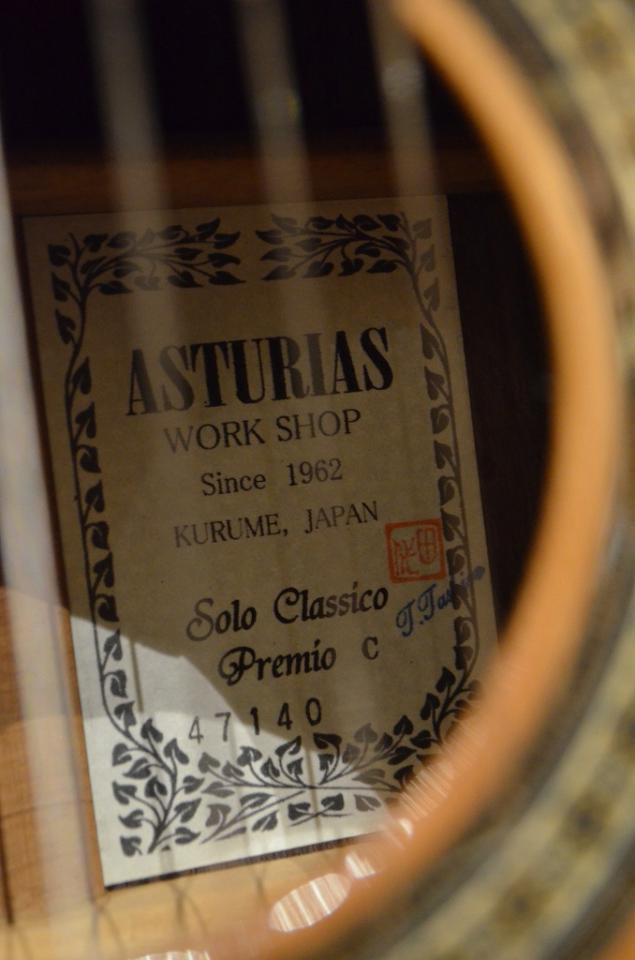 ASTURIAS
WORK SHOP
Since 1962
KURUME, JAPAN
Solo Classico
Premio C
47140